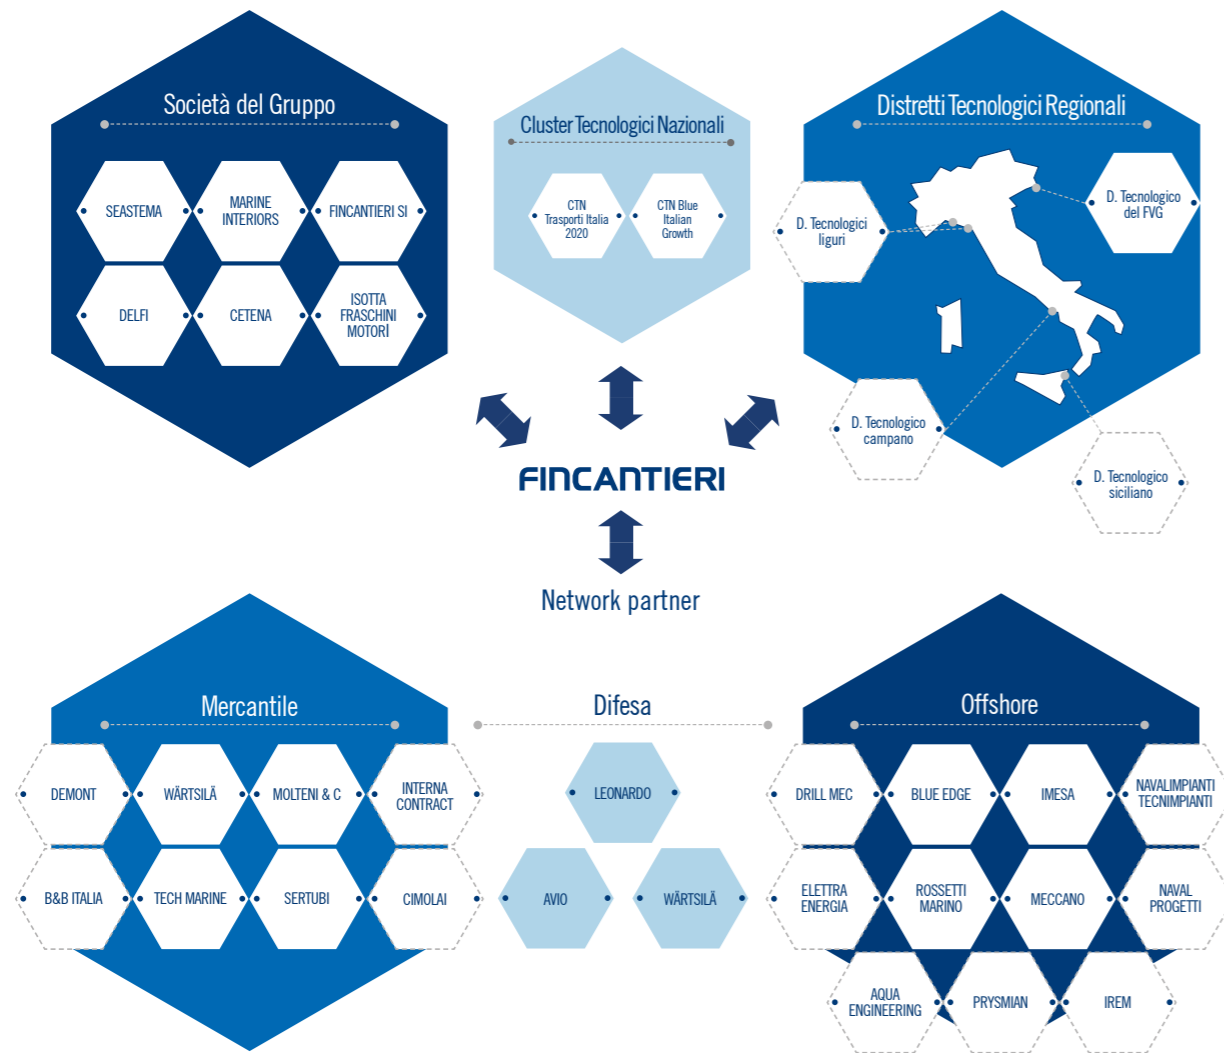 Società del Gruppo
SEASTEMA
MARINE
INTERIORS
FINCANTIERI SI
DELFI
CETENA
ISOTTA
FRASCHINI
MOTORI
Cluster Tecnologici Nazionali
CTN
Trasporti Italia
2020
CTN Blue
Italian
Growth
Distretti Tecnologici Regionali
D. Tecnologici
liguri
D. Tecnologico
del FVG
D. Tecnologico
campano
D. Tecnologico
siciliano
FINCANTIERI
Network partner
Mercantile
DEMONT
WÄRTSILÄ
MOLTENI & C
INTERNA
CONTRACT
B&B ITALIA
TECH MARINE
SERTUBI
CIMOLAI
Difesa
LEONARDO
AVIO
WÄRTSILÄ
Offshore
DRILL MEC
BLUE EDGE
IMESA
NAVALIMPIANTI
TECNIMPIANTI
ELETTRA
ENERGIA
ROSSETTI
MARINO
MECCANO
NAVAL
PROGETTI
AQUA
ENGINEERING
PRYSMIAN
IREM